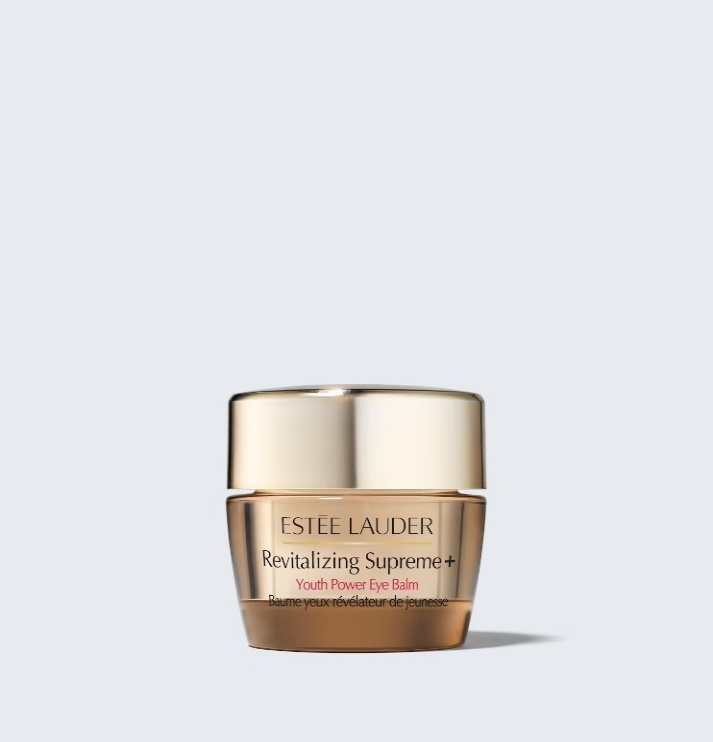 ESTĒE LAUDER
Revitalizing Supreme+
Youth Power Eye Balm
Baume yeux révélateur de jeunesse